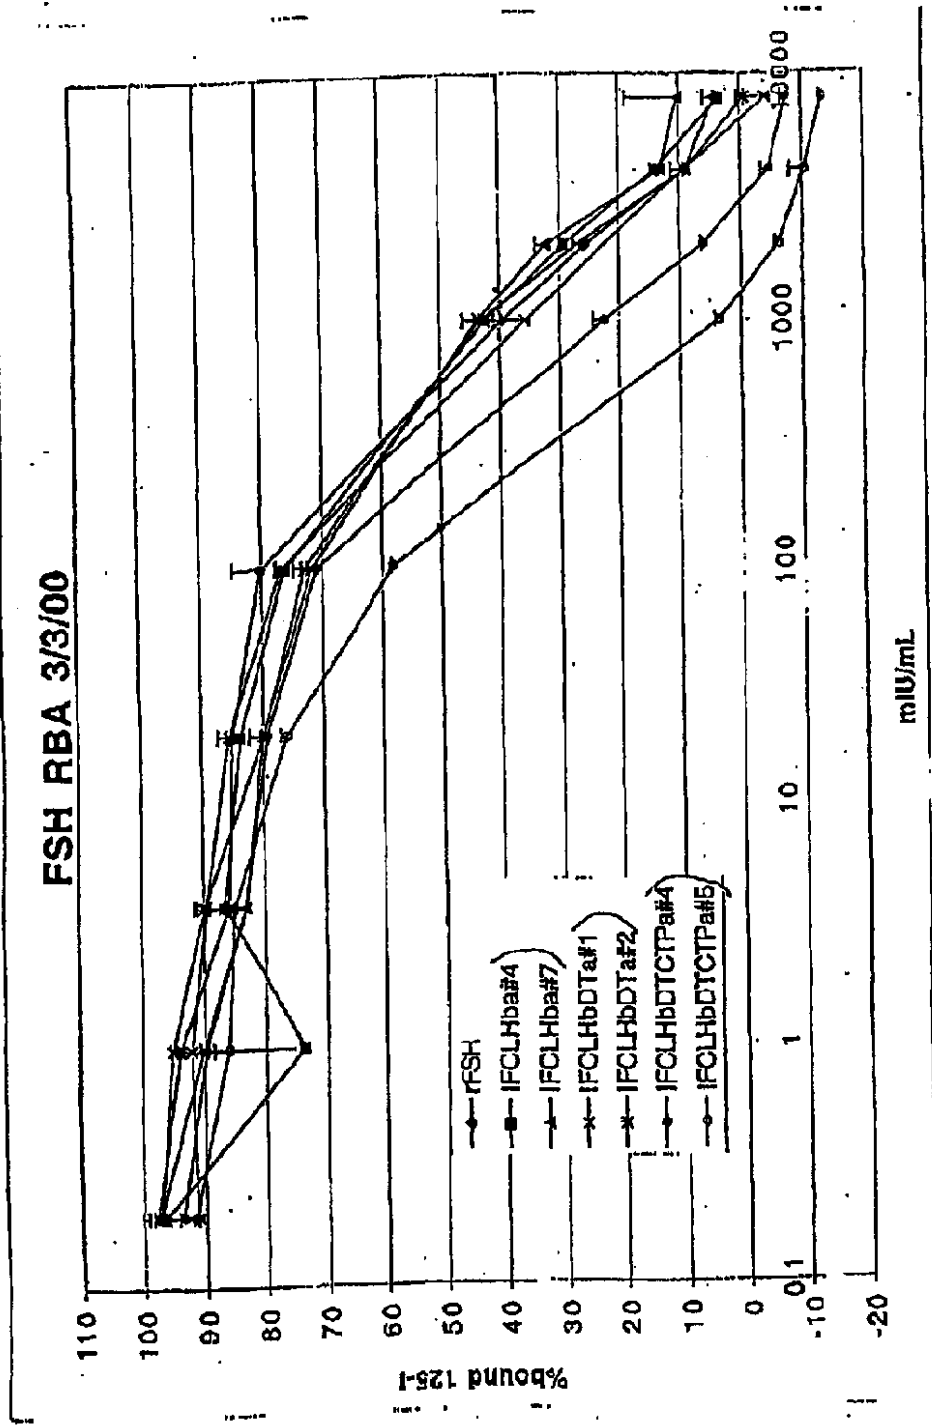 FSH RBA 3/3/00
%bound 125-I
110
100
90
80
70
60
50
40
30
20
10
0
-10
-20
0.1
1
10
100
1000
10000
mIU/mL
rFSH
IFCLHba#4
IFCLHba#7
IFCLHbDTa#1
IFCLHbDTa#2
IFCLHbDTCTPa#4
IFCLHbDTCTPa#5